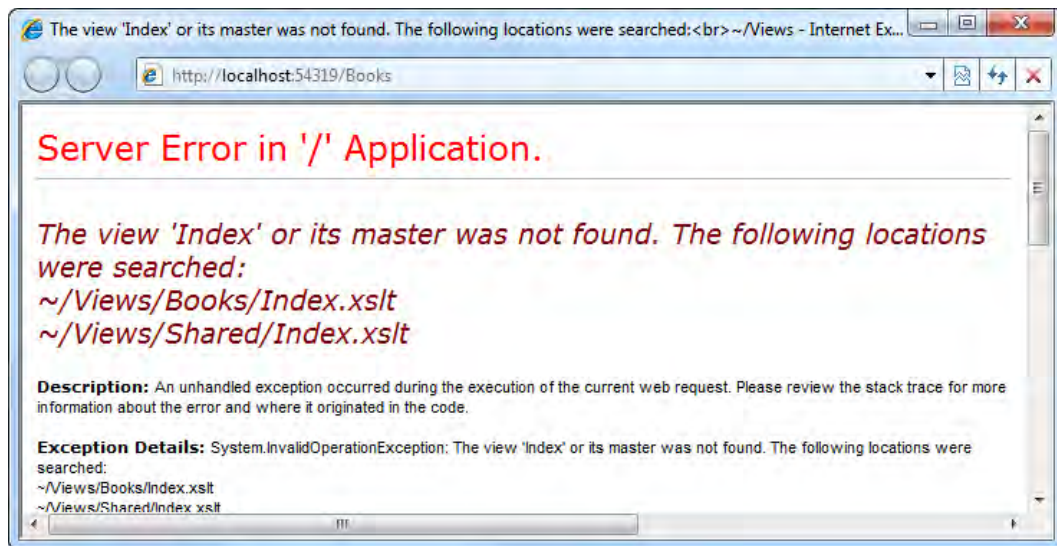 The view 'Index' or its master was not found. The following locations were searched:<br>~/Views - Internet Ex...
http://localhost:54319/Books
Server Error in '/' Application.
The view 'Index' or its master was not found. The following locations
were searched:
~/Views/Books/Index.xslt
~/Views/Shared/Index.xslt
Description: An unhandled exception occurred during the execution of the current web request. Please review the stack trace for more
information about the error and where it originated in the code.
Exception Details: System.InvalidOperationException: The view 'Index' or its master was not found. The following locations were
searched:
~/Views/Books/Index.xslt
~/Views/Shared/Index.xslt